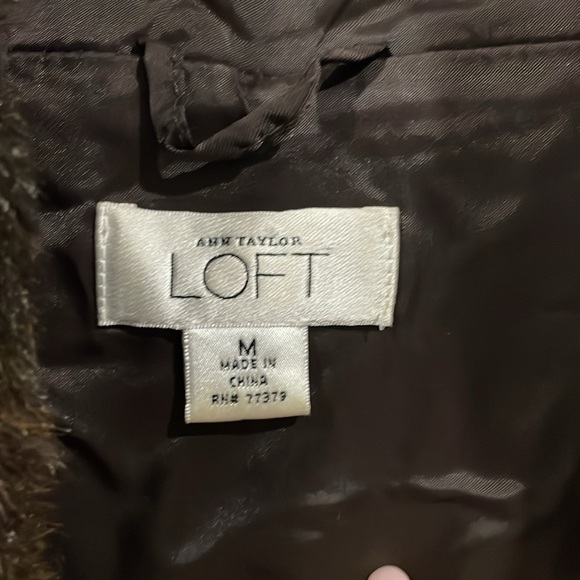 ANN TAYLOR
LOFT
M
MADE IN
CHINA
RN# 77379